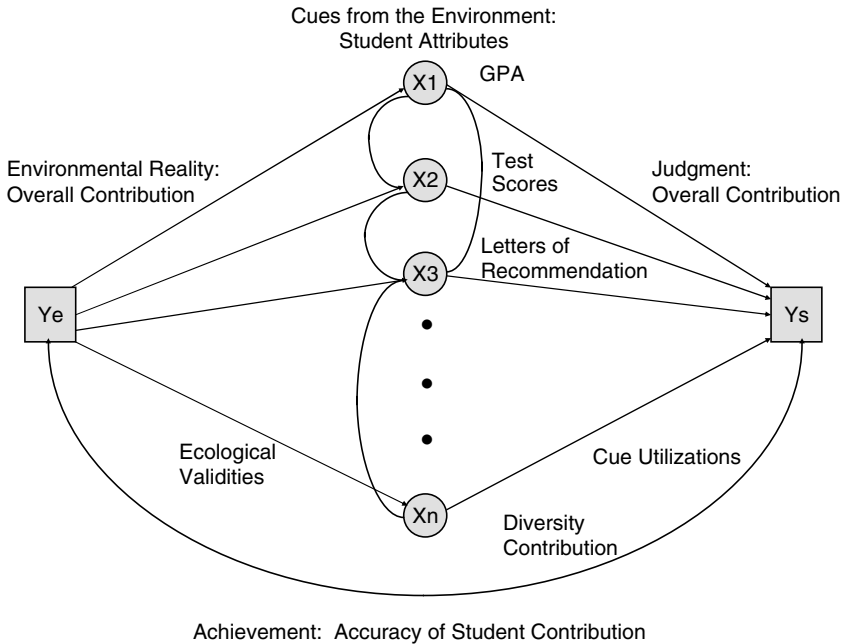 Cues from the Environment:
Student Attributes
X1
GPA
Environmental Reality:
Overall Contribution
X2
Test
Scores
Judgment:
Overall Contribution
X3
Letters of
Recommendation
Ye
Ys
Ecological
Validities
Cue Utilizations
Xn
Diversity
Contribution
Achievement: Accuracy of Student Contribution